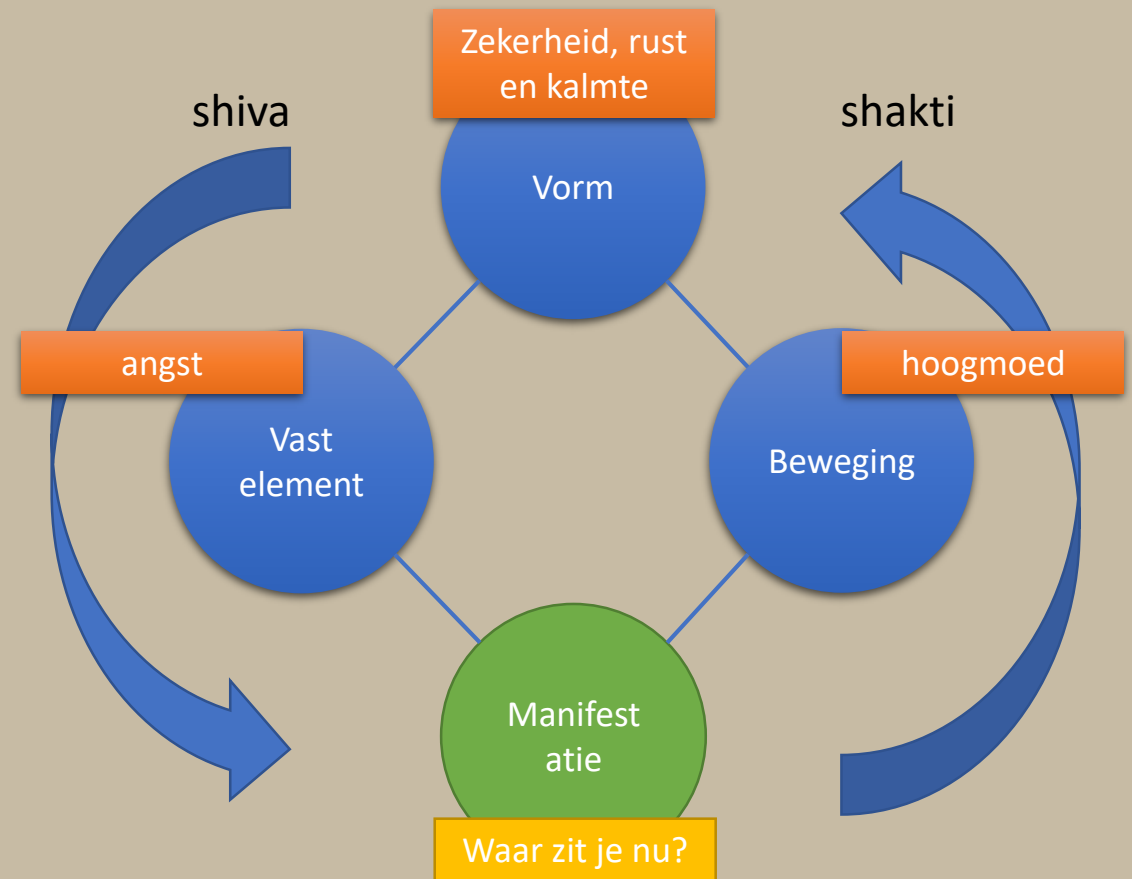 Zekerheid, rust
en kalmte
shiva
shakti
Vorm
angst
hoogmoed
Vast
element
Beweging
Manifest
atie
Waar zit je nu?